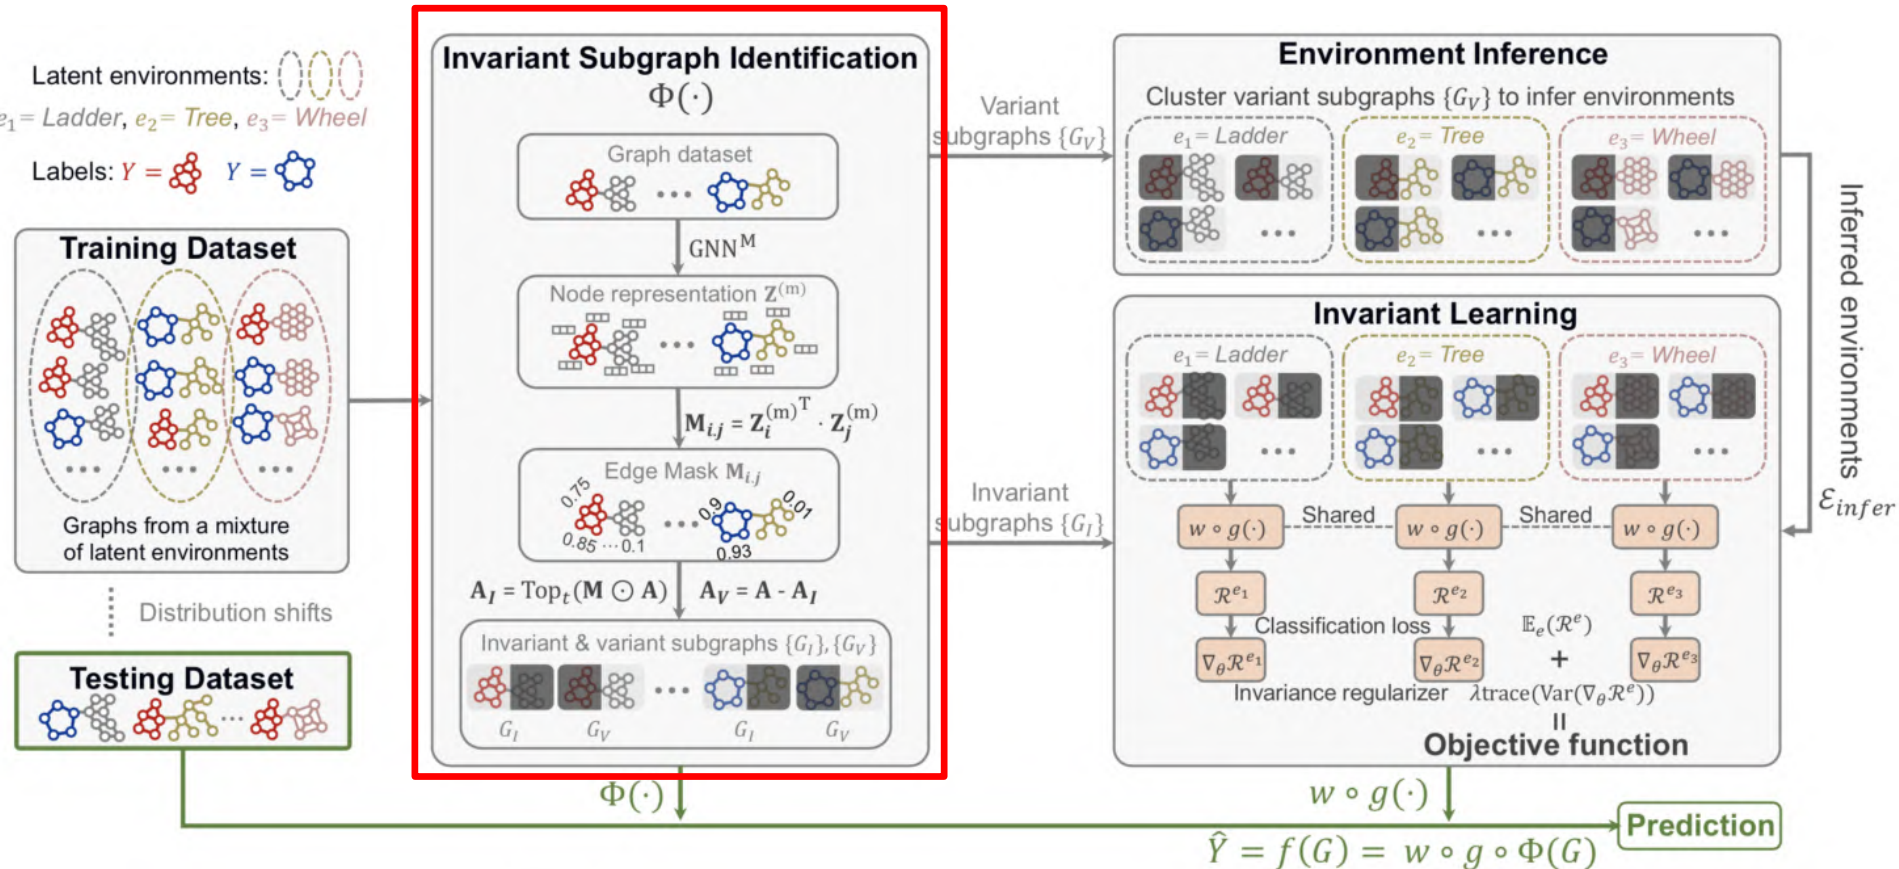 Latent environments:
e₁= Ladder, e₂= Tree, e₃= Wheel
Labels: Y = Y =
Training Dataset
Graphs from a mixture
of latent environments
Distribution shifts
Testing Dataset
Invariant Subgraph Identification
Φ(·)
Graph dataset
GNNᴹ
Node representation Z⁽ᵐ⁾
M_{i,j} = Z_i^{(m)T} · Z_j^{(m)}
Edge Mask M_{i,j}
0.75
0.85 ... 0.1
0.9
0.01
0.93
A_I = Top_t(M ⊙ A) A_V = A - A_I
Invariant & variant subgraphs {G_I}, {G_V}
G_I G_V G_I G_V
Φ(·)
Variant
subgraphs {G_V}
Invariant
subgraphs {G_I}
Environment Inference
Cluster variant subgraphs {G_V} to infer environments
e₁= Ladder e₂= Tree e₃= Wheel
Inferred environments
ℰ_{infer}
Invariant Learning
e₁= Ladder e₂= Tree e₃= Wheel
w ∘ g(·) Shared w ∘ g(·) Shared w ∘ g(·)
ℛ^{e₁} ℛ^{e₂} ℛ^{e₃}
Classification loss 𝔼_e(ℛ^e)
∇_θℛ^{e₁} ∇_θℛ^{e₂} + ∇_θℛ^{e₃}
Invariance regularizer λtrace(Var(∇_θℛ^e))
=
Objective function
w ∘ g(·)
Prediction
Ŷ = f(G) = w ∘ g ∘ Φ(G)